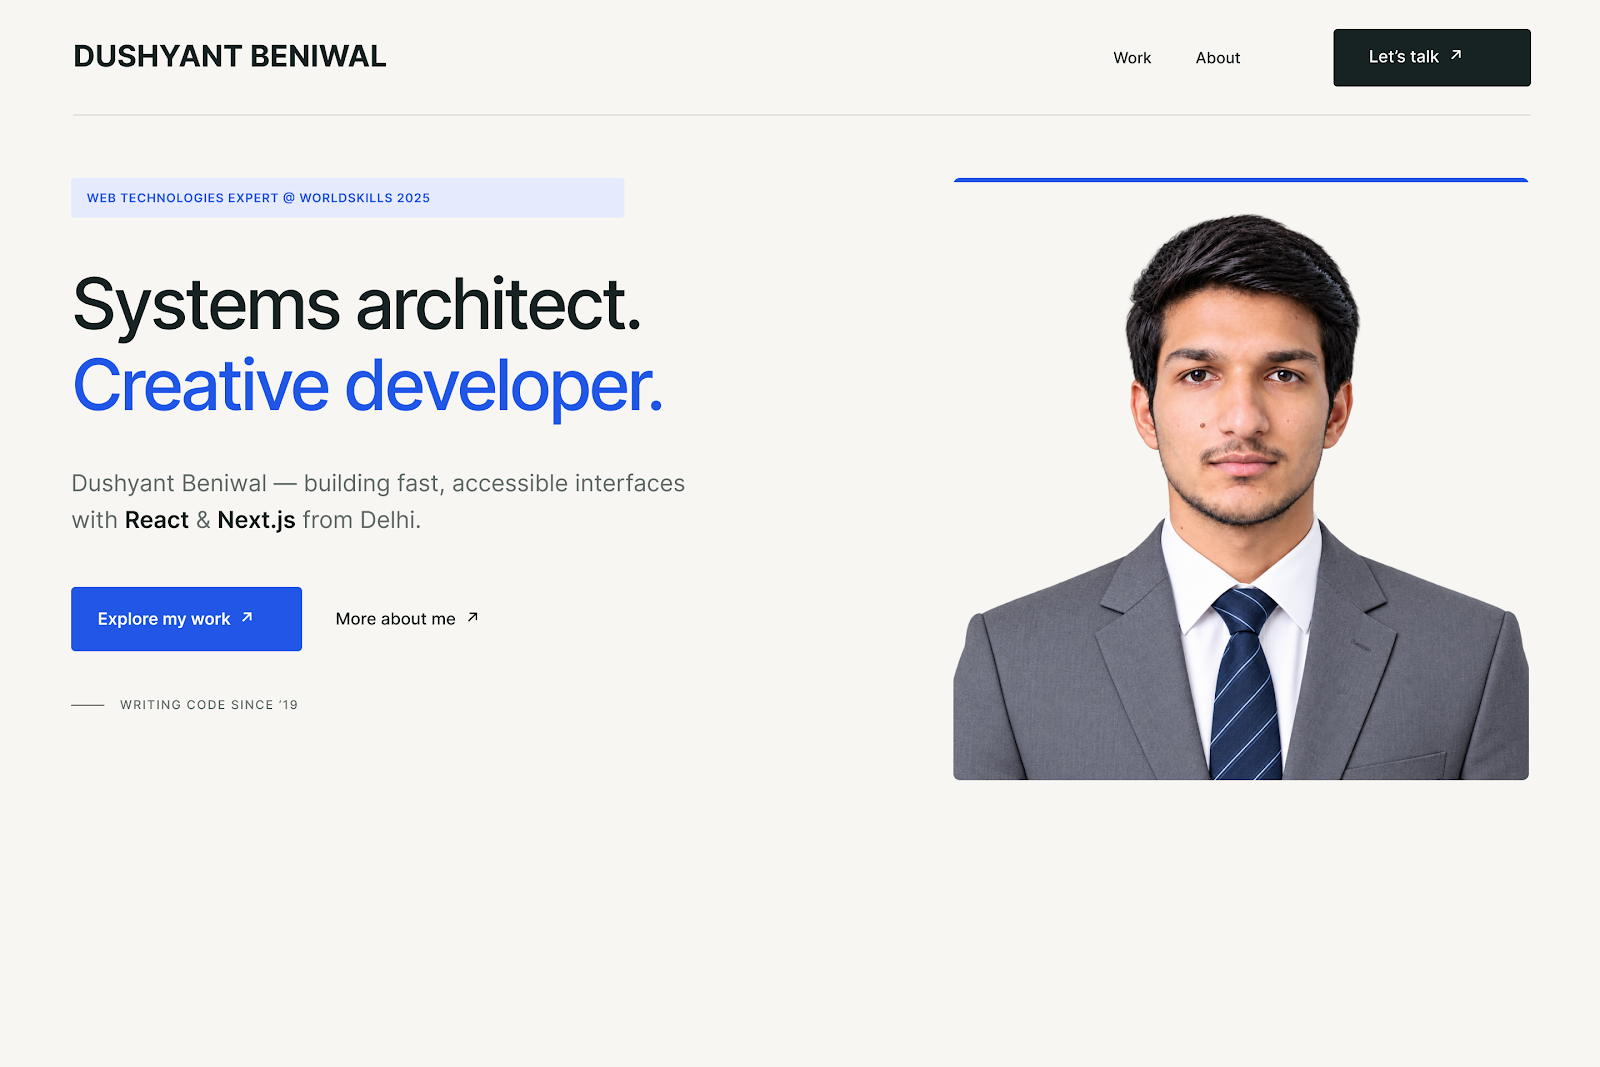 DUSHYANT BENIWAL
Work
About
Let’s talk ↗
WEB TECHNOLOGIES EXPERT @ WORLDSKILLS 2025
Systems architect.
Creative developer.
Dushyant Beniwal — building fast, accessible interfaces
with React & Next.js from Delhi.
Explore my work ↗
More about me ↗
WRITING CODE SINCE ’19